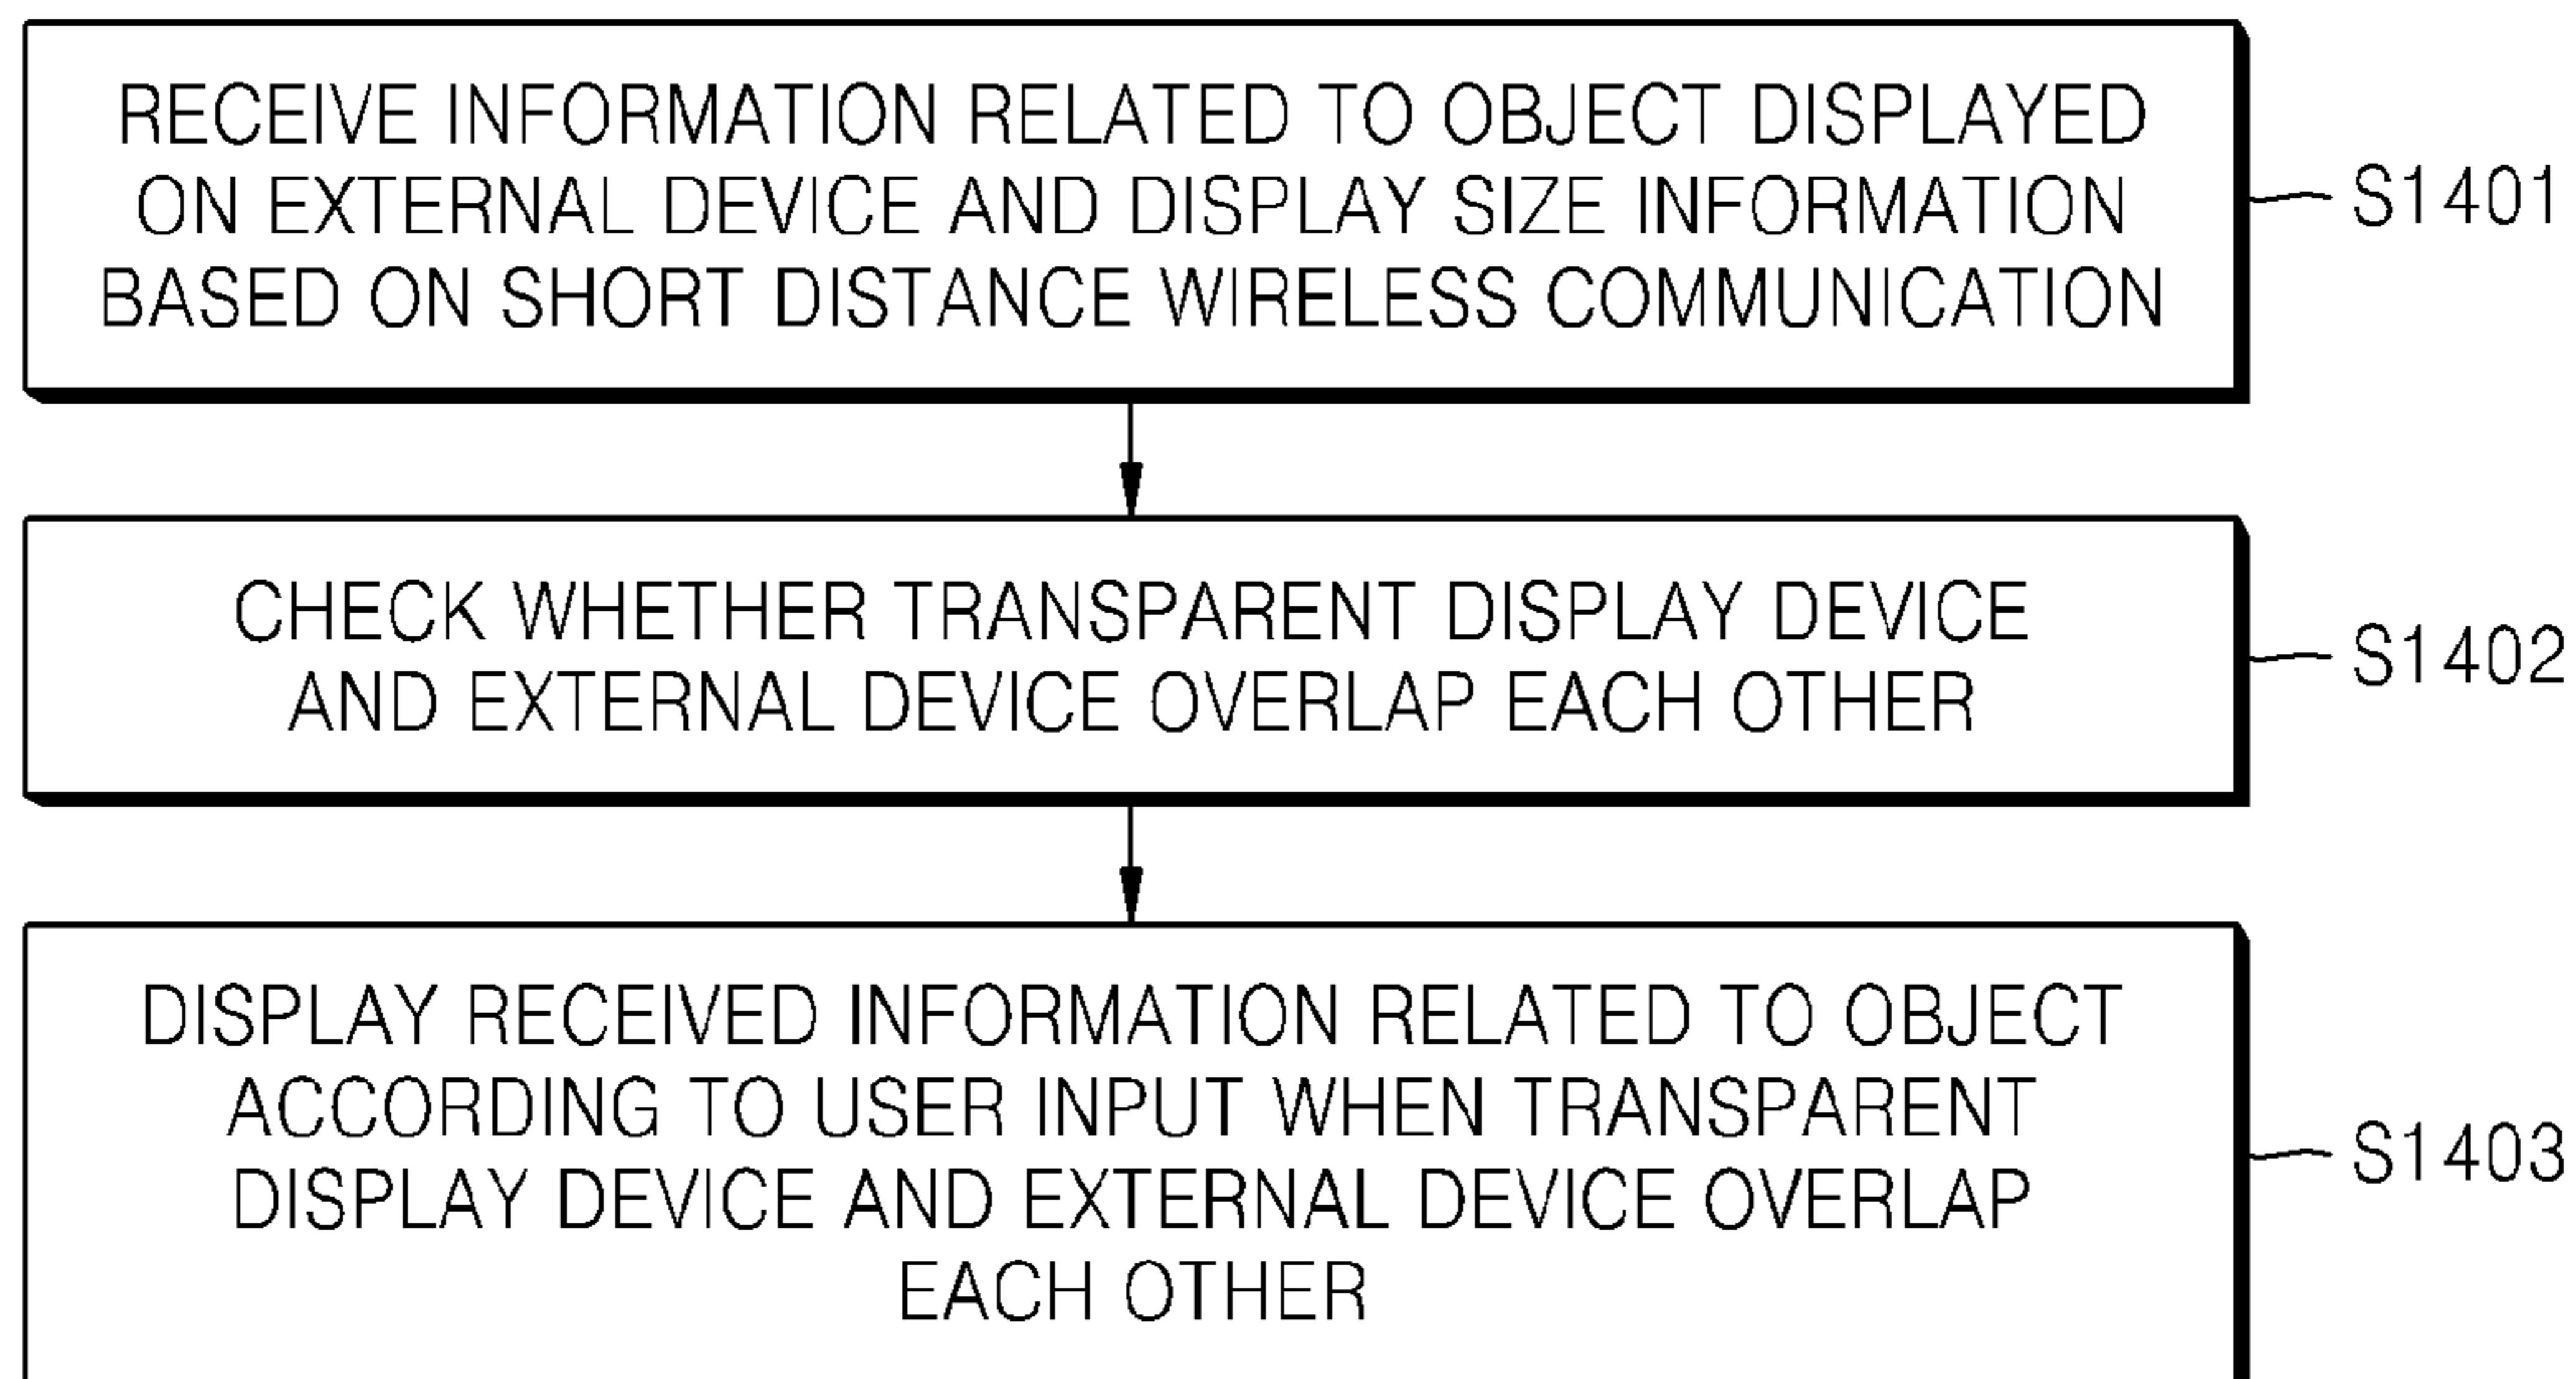 RECEIVE INFORMATION RELATED TO OBJECT DISPLAYED
ON EXTERNAL DEVICE AND DISPLAY SIZE INFORMATION
BASED ON SHORT DISTANCE WIRELESS COMMUNICATION
S1401
CHECK WHETHER TRANSPARENT DISPLAY DEVICE
AND EXTERNAL DEVICE OVERLAP EACH OTHER
S1402
DISPLAY RECEIVED INFORMATION RELATED TO OBJECT
ACCORDING TO USER INPUT WHEN TRANSPARENT
DISPLAY DEVICE AND EXTERNAL DEVICE OVERLAP
EACH OTHER
S1403